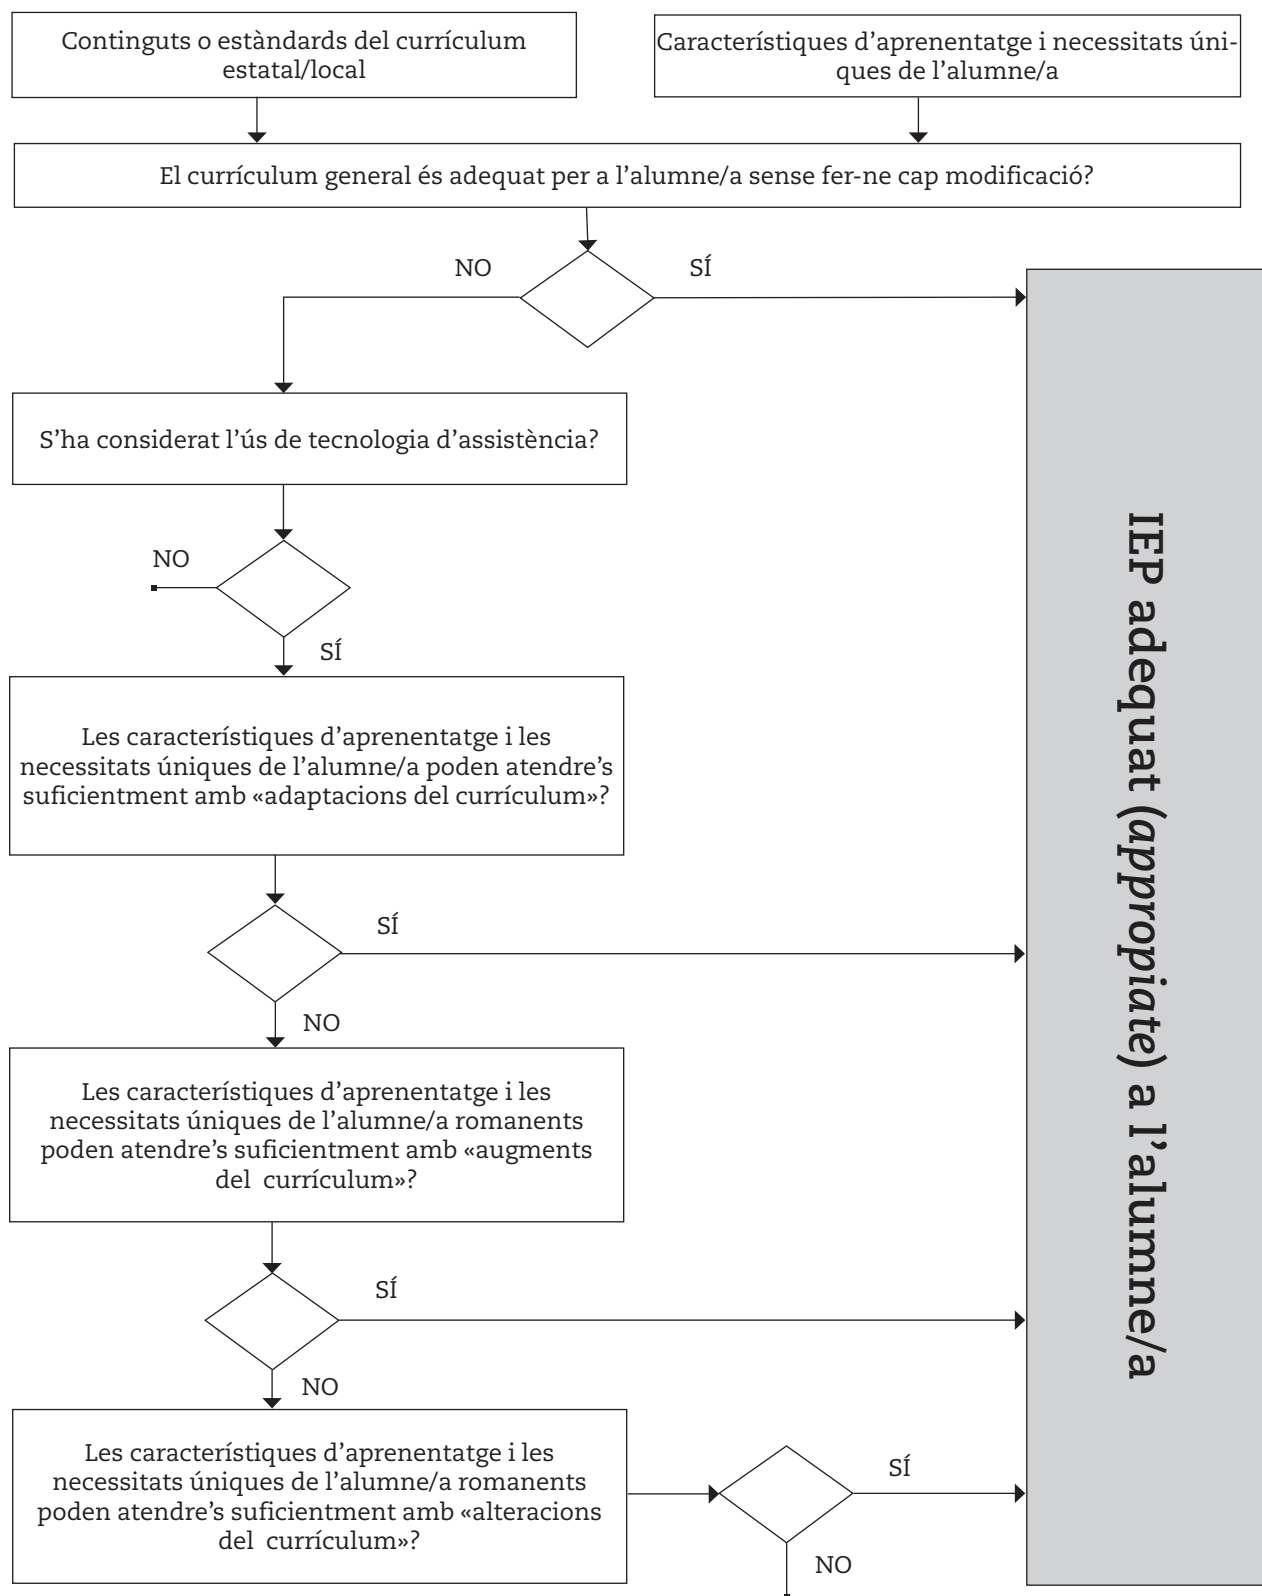 Continguts o estàndards del currículum
estatal/local
Característiques d'aprenentatge i necessitats úni-
ques de l'alumne/a
El currículum general és adequat per a l'alumne/a sense fer-ne cap modificació?
NO
SÍ
S'ha considerat l'ús de tecnologia d'assistència?
NO
SÍ
Les característiques d'aprenentatge i les
necessitats úniques de l'alumne/a poden atendre's
suficientment amb «adaptacions del currículum»?
SÍ
NO
Les característiques d'aprenentatge i les
necessitats úniques de l'alumne/a romanents
poden atendre's suficientment amb «augments
del currículum»?
SÍ
NO
Les característiques d'aprenentatge i les
necessitats úniques de l'alumne/a romanents
poden atendre's suficientment amb «alteracions
del currículum»?
SÍ
NO
IEP adequat (appropiate) a l'alumne/a